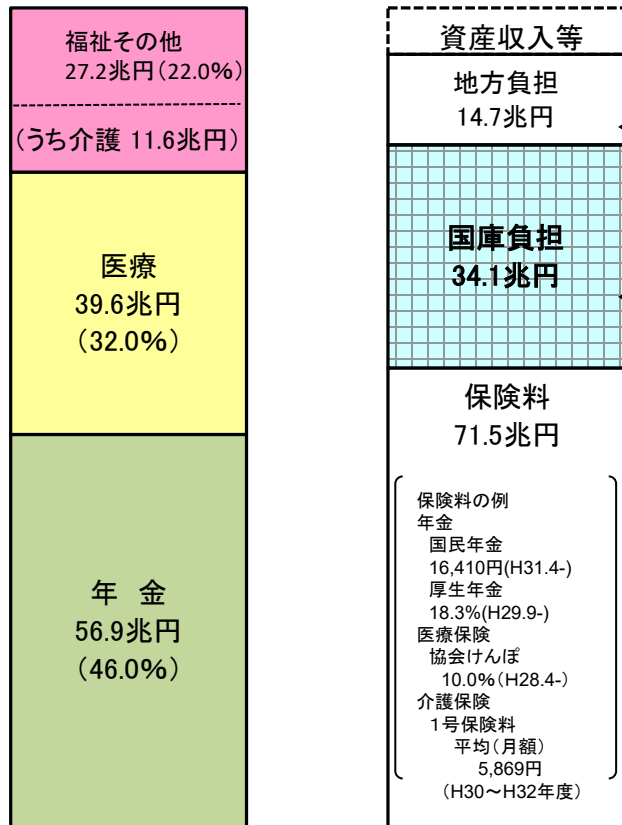 福祉その他
27.2兆円(22.0%)
(うち介護 11.6兆円)
医療
39.6兆円
(32.0%)
年 金
56.9兆円
(46.0%)
資産収入等
地方負担
14.7兆円
国庫負担
34.1兆円
保険料
71.5兆円
保険料の例
年金
国民年金
16,410円(H31.4-)
厚生年金
18.3%(H29.9-)
医療保険
協会けんぽ
10.0%(H28.4-)
介護保険
1号保険料
平均(月額)
5,869円
(H30～H32年度)